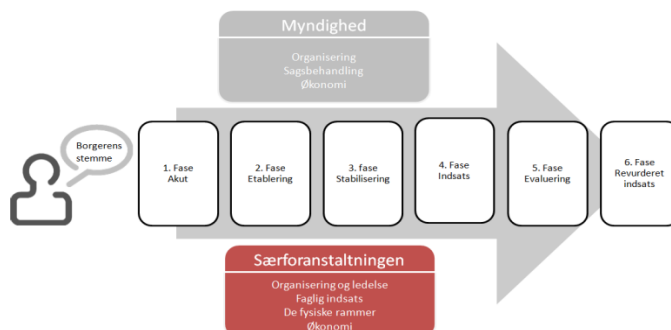 Myndighed
Organisering
Sagsbehandling
Økonomi
Borgerens
stemme
1. Fase
Akut
2. Fase
Etablering
3. fase
Stabilisering
4. Fase
Indsats
5. Fase
Evaluering
6. Fase
Revurderet
indsats
Særforanstaltningen
Organisering og ledelse
Faglig indsats
De fysiske rammer
Økonomi